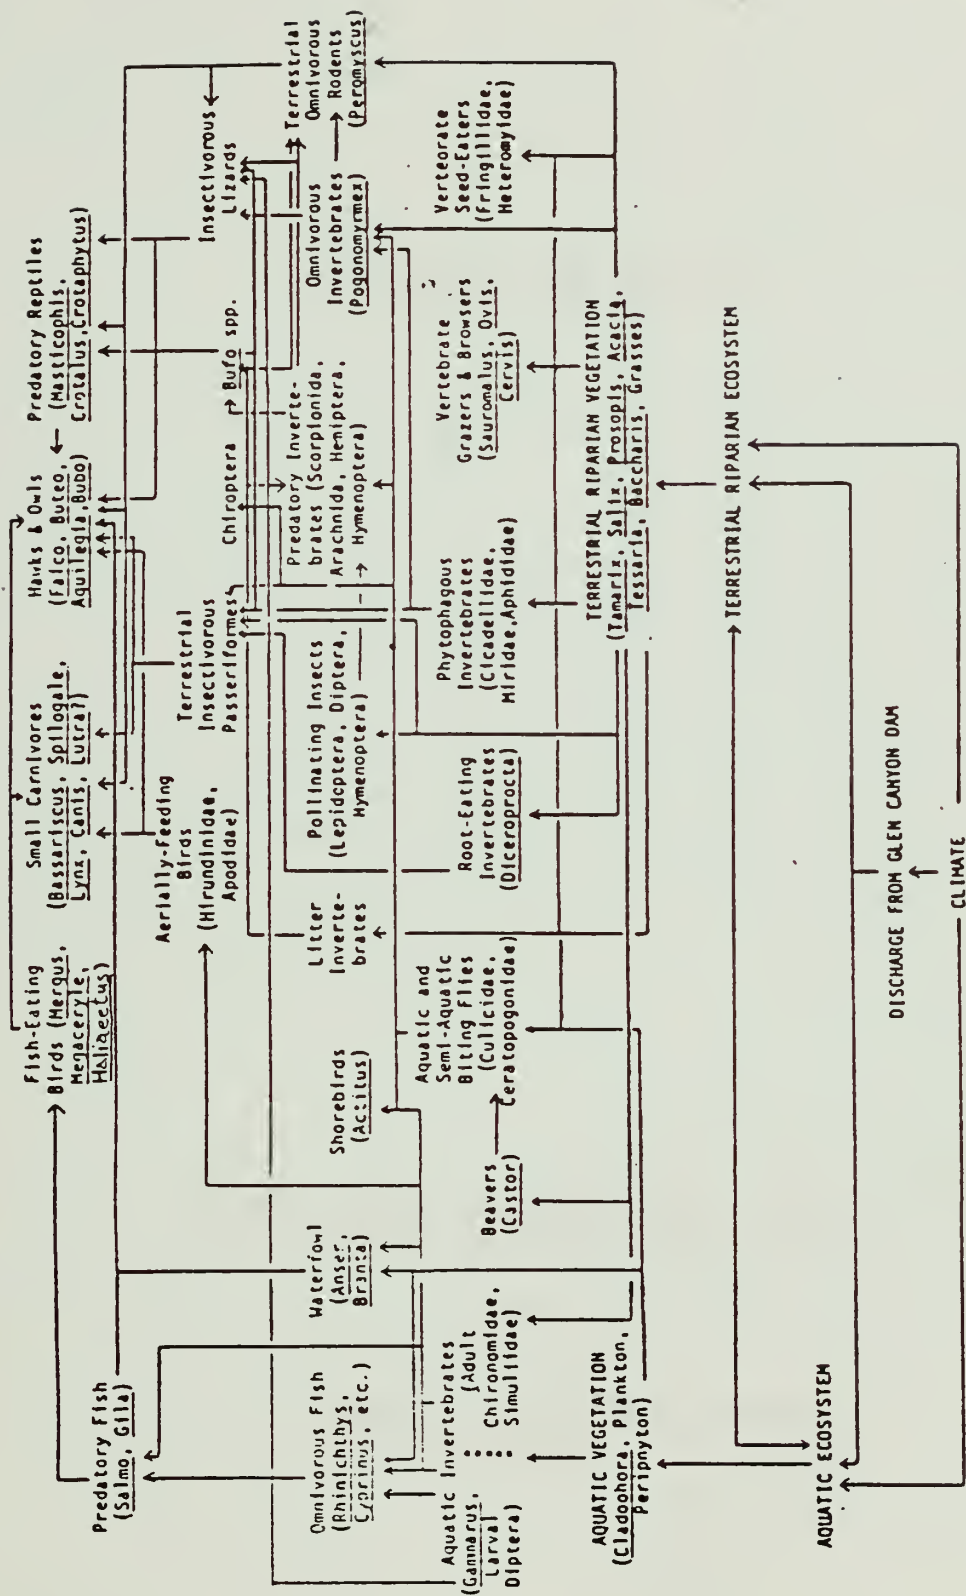 Fish-Eating
Birds (Mergus,
Megaceryle,
Haliaectus)
Small Carnivores
(Bassariscus, Spilogale,
Lynx, Canis, Lutra)
Hawks & Owls
(Falco, Buteo,
Aquilegia, Bubo)
Predatory Reptiles
(Masticophis,
Crotalus, Crotaphytus)
Predatory Fish
(Salmo, Gila)
Aerially-Feeding
Birds
(Hirundinidae,
Apodidae)
Terrestrial
Insectivorous
Passeriformes
Chiroptera
Bufo spp.
Insectivorous
Lizards
Omnivorous Fish
(Rhinichthys,
Cyprinus, etc.)
Waterfowl
(Anser,
Branta)
Shorebirds
(Actitus)
Litter
Inverte-
brates
Pollinating Insects
(Lepidoptera, Diptera,
Hymenoptera)
Predatory Inverte-
brates (Scorpionida,
Arachnida, Hemiptera,
Hymenoptera)
Omnivorous
Invertebrates
(Pogonomyrmex)
Terrestrial
Omnivorous
Rodents
(Peromyscus)
Aquatic Invertebrates
(Gammarus,
Larval
Diptera
(Adult
Chironomidae,
Simuliidae)
Beavers
(Castor)
Aquatic and
Semi-Aquatic
Biting Flies
(Culicidae,
Ceratopogonidae)
Root-Eating
Invertebrates
(Diceroprocta)
Phytophagous
Invertebrates
(Cicadellidae,
Miridae, Aphididae)
Vertebrate
Grazers & Browsers
(Sauromalus, Ovis,
Cervis)
Verteorate
Seed-Eaters
(Fringillidae,
Heteromyidae)
AQUATIC VEGETATION
(Cladophora, Plankton,
Peripnyton)
TERRESTRIAL RIPARIAN VEGETATION
(Tamarix, Salix, Prosopis, Acacia,
Tessaria, Baccharis, Grasses)
AQUATIC ECOSYSTEM
TERRESTRIAL RIPARIAN ECOSYSTEM
DISCHARGE FROM GLEN CANYON DAM
CLIMATE